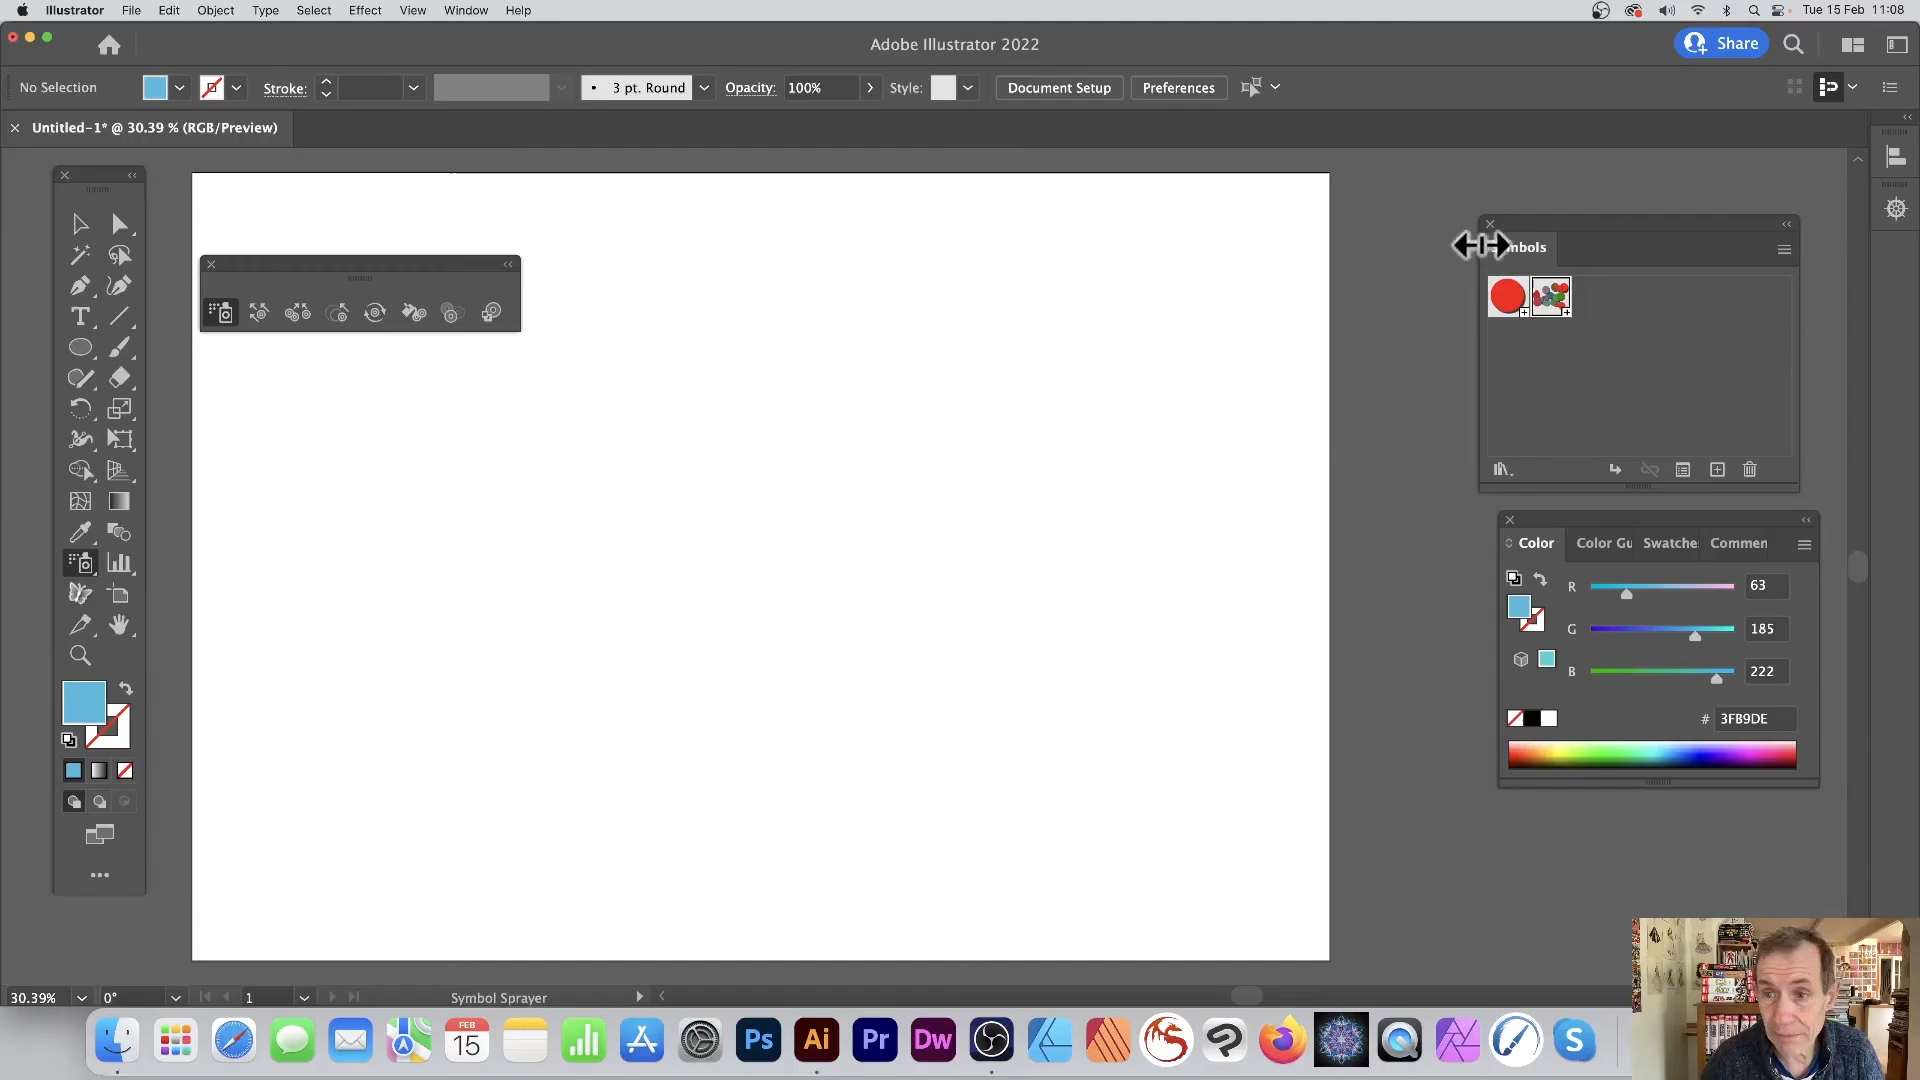 Illustrator File Edit Object Type Select Effect View Window Help
Tue 15 Feb 11:08
Adobe Illustrator 2022
Share
No Selection
Stroke:
3 pt. Round
Opacity: 100%
Style:
Document Setup
Preferences
Untitled-1* @ 30.39 % (RGB/Preview)
mbols
Color
Color Gu
Swatche
Commen
R 63
G 185
B 222
# 3FB9DE
30.39%
0°
1
Symbol Sprayer
FEB
15
Ps
Ai
Pr
Dw